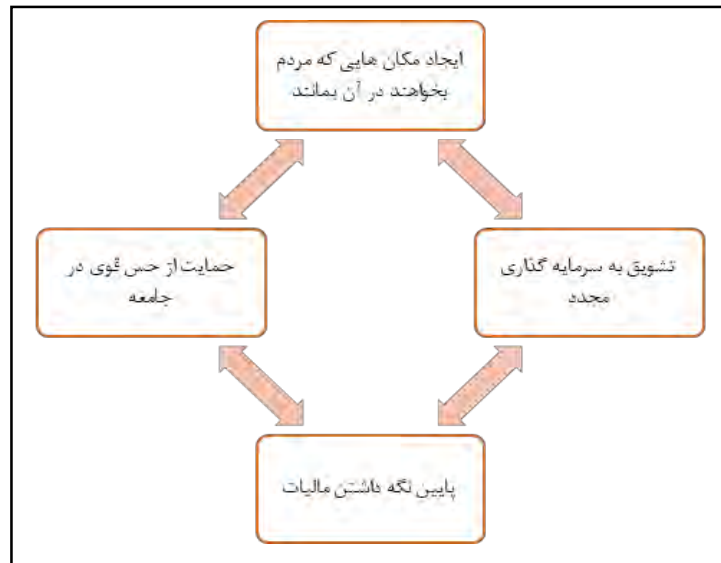 ایجاد مکان هایی که مردم
بخواهند در آن بمانند
تشویق به سرمایه گذاری
مجدد
حمایت از حس قوی در
جامعه
پایین نگه داشتن مالیات